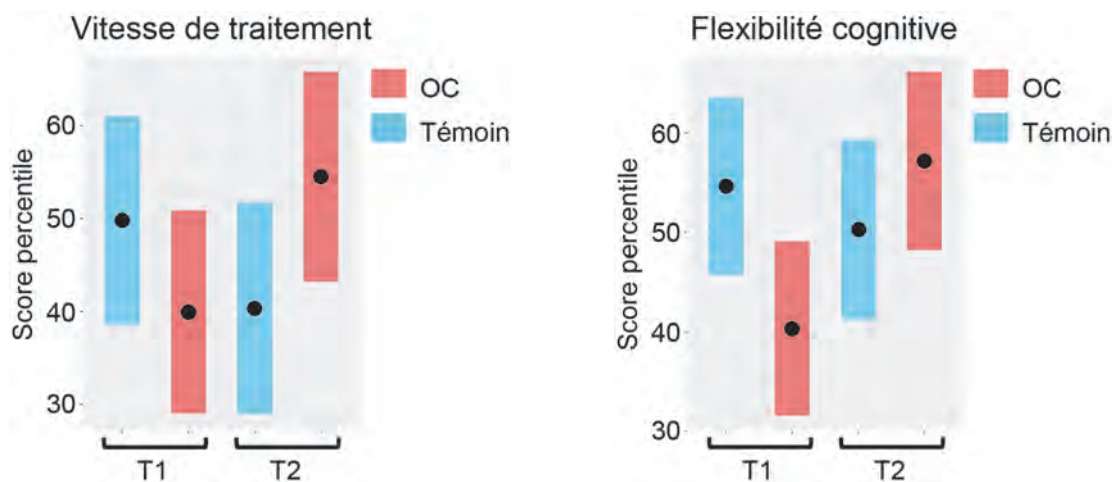 Vitesse de traitement
OC
Témoin
Score percentile
60
50
40
30
T1 T2
Flexibilité cognitive
OC
Témoin
Score percentile
60
50
40
30
T1 T2